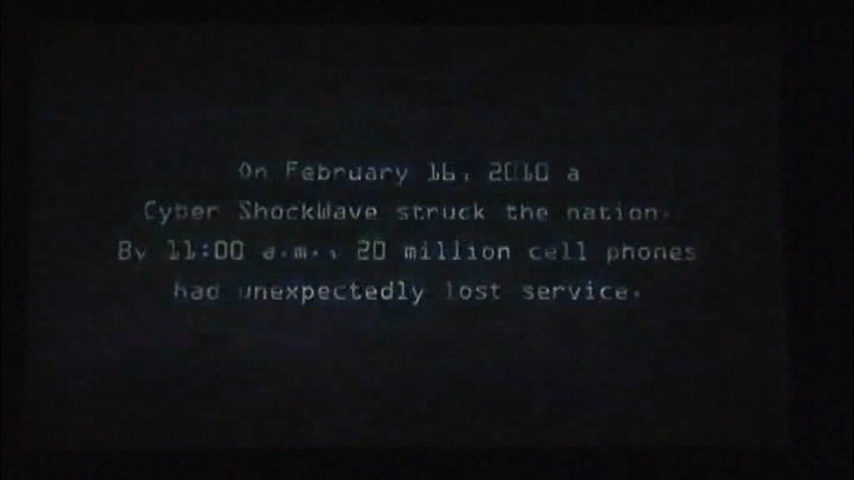 On February 16, 2010 a
Cyber ShockWave struck the nation.
By 11:00 a.m., 20 million cell phones
had unexpectedly lost service.